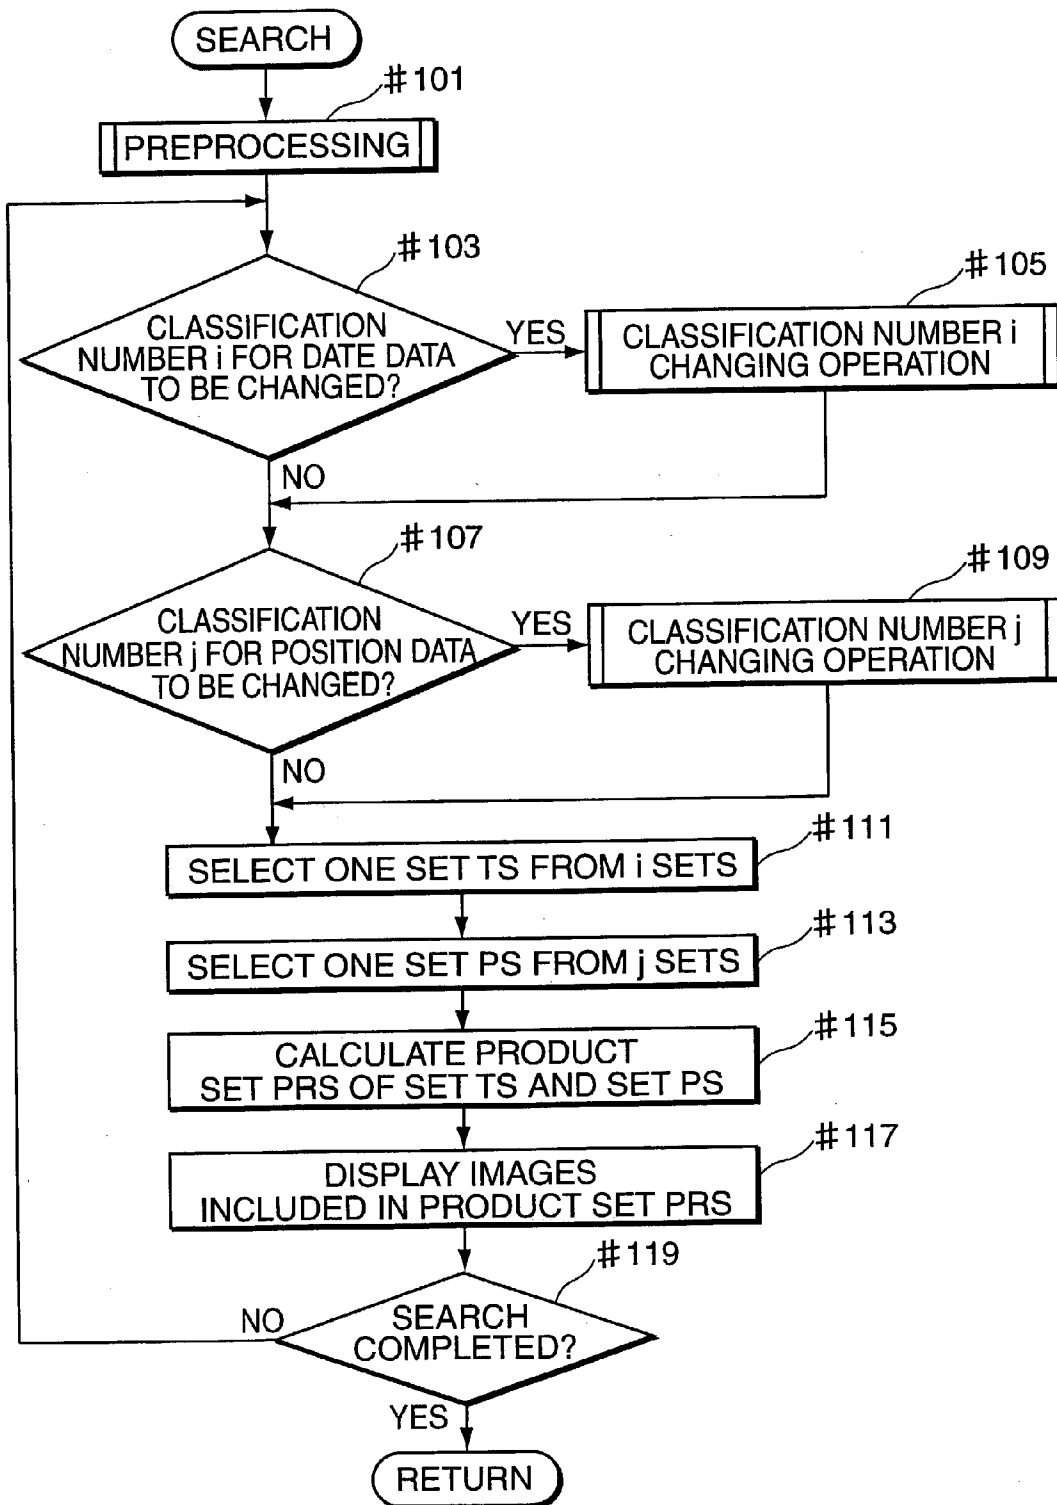 SEARCH
#101
PREPROCESSING
#103
CLASSIFICATION
NUMBER i FOR DATE DATA
TO BE CHANGED?
YES
#105
CLASSIFICATION NUMBER i
CHANGING OPERATION
NO
#107
CLASSIFICATION
NUMBER j FOR POSITION DATA
TO BE CHANGED?
YES
#109
CLASSIFICATION NUMBER j
CHANGING OPERATION
NO
#111
SELECT ONE SET TS FROM i SETS
#113
SELECT ONE SET PS FROM j SETS
#115
CALCULATE PRODUCT
SET PRS OF SET TS AND SET PS
#117
DISPLAY IMAGES
INCLUDED IN PRODUCT SET PRS
#119
SEARCH
COMPLETED?
NO
YES
RETURN